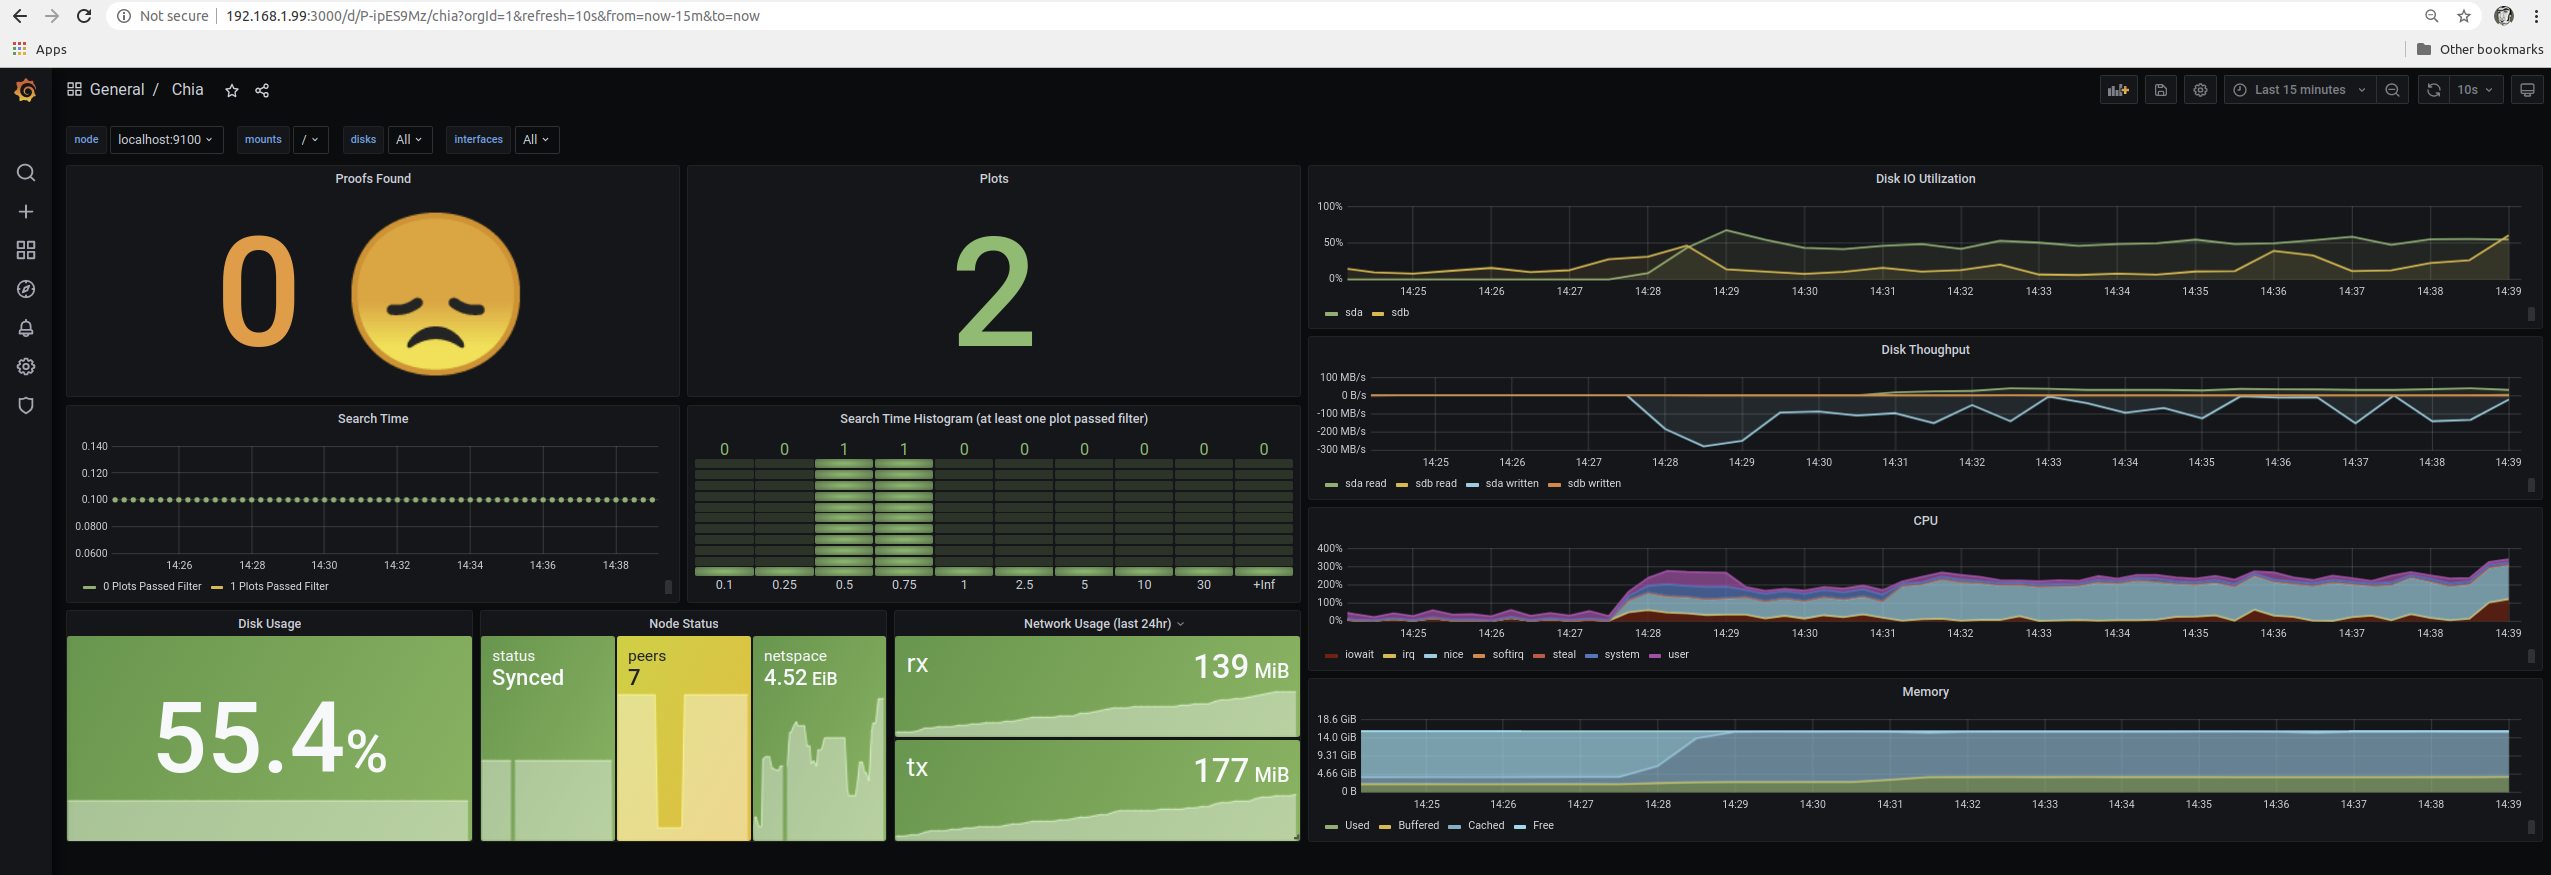 Not secure | 192.168.1.99:3000/d/P-ipES9Mz/chia?orgId=1&refresh=10s&from=now-15m&to=now
Apps
Other bookmarks
General / Chia
Last 15 minutes
10s
node localhost:9100 mounts / disks All interfaces All
Proofs Found
0
Plots
2
Search Time
0.140
0.120
0.100
0.0800
0.0600
14:26 14:28 14:30 14:32 14:34 14:36 14:38
0 Plots Passed Filter 1 Plots Passed Filter
Search Time Histogram (at least one plot passed filter)
0 0 1 1 0 0 0 0 0 0
0.1 0.25 0.5 0.75 1 2.5 5 10 30 +Inf
Disk Usage
55.4%
Node Status
status
Synced
peers
7
netspace
4.52 EiB
Network Usage (last 24hr)
rx 139 MiB
tx 177 MiB
Disk IO Utilization
100%
50%
0%
14:25 14:26 14:27 14:28 14:29 14:30 14:31 14:32 14:33 14:34 14:35 14:36 14:37 14:38 14:39
sda sdb
Disk Thoughput
100 MB/s
0 B/s
-100 MB/s
-200 MB/s
-300 MB/s
14:25 14:26 14:27 14:28 14:29 14:30 14:31 14:32 14:33 14:34 14:35 14:36 14:37 14:38 14:39
sda read sdb read sda written sdb written
CPU
400%
300%
200%
100%
0%
14:25 14:26 14:27 14:28 14:29 14:30 14:31 14:32 14:33 14:34 14:35 14:36 14:37 14:38 14:39
iowait irq nice softirq steal system user
Memory
18.6 GiB
14.0 GiB
9.31 GiB
4.66 GiB
0 B
14:25 14:26 14:27 14:28 14:29 14:30 14:31 14:32 14:33 14:34 14:35 14:36 14:37 14:38 14:39
Used Buffered Cached Free